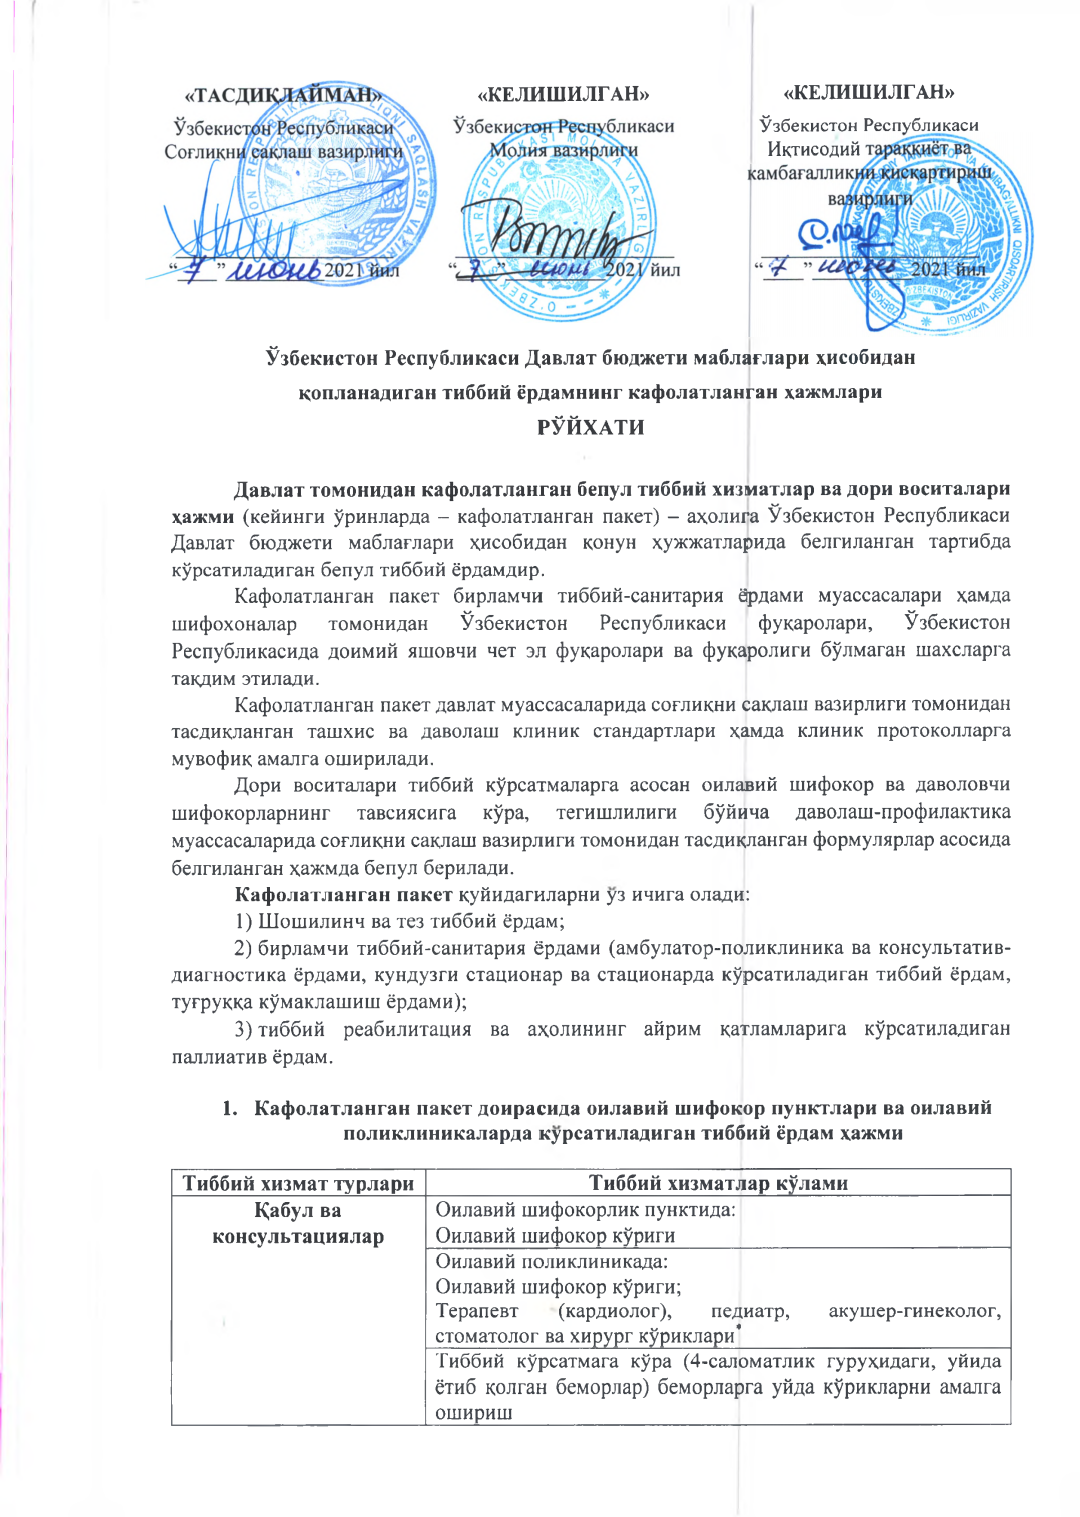 «ТАСДИҚЛАЙМАН»
Ўзбекистон Республикаси
Соғлиқни сақлаш вазирлиги
“ 7 ” июнь 2021 йил
«КЕЛИШИЛГАН»
Ўзбекистон Республикаси
Молия вазирлиги
“ 7 ” июнь 2021 йил
«КЕЛИШИЛГАН»
Ўзбекистон Республикаси
Иқтисодий тараққиёт ва
камбағалликни қисқартириш
вазирлиги
“ 7 ” июнь 2021 йил
Ўзбекистон Республикаси Давлат бюджети маблағлари ҳисобидан
қопланадиган тиббий ёрдамнинг кафолатланган ҳажмлари
РЎЙХАТИ
Давлат томонидан кафолатланган бепул тиббий хизматлар ва дори воситалари
ҳажми (кейинги ўринларда – кафолатланган пакет) – аҳолига Ўзбекистон Республикаси
Давлат бюджети маблағлари ҳисобидан қонун ҳужжатларида белгиланган тартибда
кўрсатиладиган бепул тиббий ёрдамдир.
Кафолатланган пакет бирламчи тиббий-санитария ёрдами муассасалари ҳамда
шифохоналар томонидан Ўзбекистон Республикаси фуқаролари, Ўзбекистон
Республикасида доимий яшовчи чет эл фуқаролари ва фуқаролиги бўлмаган шахсларга
тақдим этилади.
Кафолатланган пакет давлат муассасаларида соғлиқни сақлаш вазирлиги томонидан
тасдиқланган ташхис ва даволаш клиник стандартлари ҳамда клиник протоколларга
мувофиқ амалга оширилади.
Дори воситалари тиббий кўрсатмаларга асосан оилавий шифокор ва даволовчи
шифокорларнинг тавсиясига кўра, тегишлилиги бўйича даволаш-профилактика
муассасаларида соғлиқни сақлаш вазирлиги томонидан тасдиқланган формулярлар асосида
белгиланган ҳажмда бепул берилади.
Кафолатланган пакет қуйидагиларни ўз ичига олади:
1) Шошилинч ва тез тиббий ёрдам;
2) бирламчи тиббий-санитария ёрдами (амбулатор-поликлиника ва консультатив-
диагностика ёрдами, кундузги стационар ва стационарда кўрсатиладиган тиббий ёрдам,
туғруққа кўмаклашиш ёрдами);
3) тиббий реабилитация ва аҳолининг айрим қатламларига кўрсатиладиган
паллиатив ёрдам.
1. Кафолатланган пакет доирасида оилавий шифокор пунктлари ва оилавий
поликлиникаларда кўрсатиладиган тиббий ёрдам ҳажми
Тиббий хизмат турлари
Тиббий хизматлар кўлами
Қабул ва
консультациялар
Оилавий шифокорлик пунктида:
Оилавий шифокор кўриги
Оилавий поликлиникада:
Оилавий шифокор кўриги;
Терапевт (кардиолог), педиатр, акушер-гинеколог,
стоматолог ва хирург кўриклари*
Тиббий кўрсатмага кўра (4-саломатлик гуруҳидаги, уйида
ётиб қолган беморлар) беморларга уйда кўрикларни амалга
ошириш